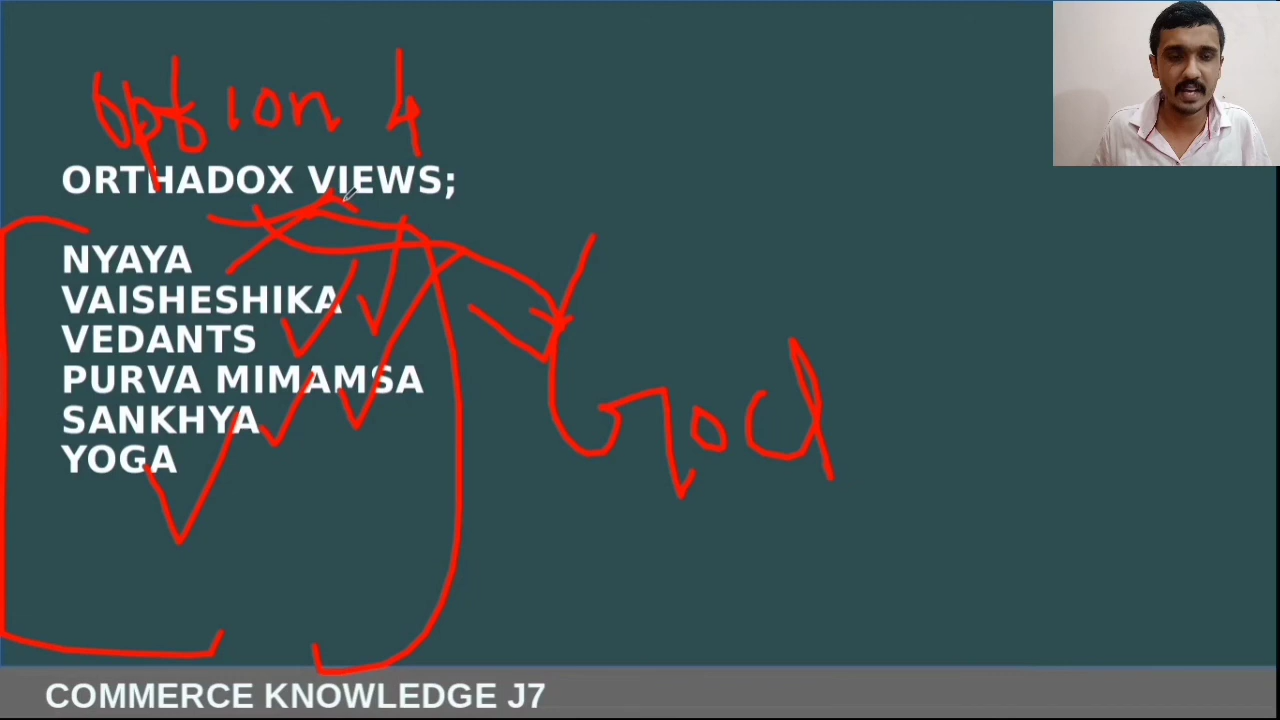 option 4
ORTHADOX VIEWS;
NYAYA
VAISHESHIKA
VEDANTS
PURVA MIMAMSA
SANKHYA
YOGA
God
COMMERCE KNOWLEDGE J7